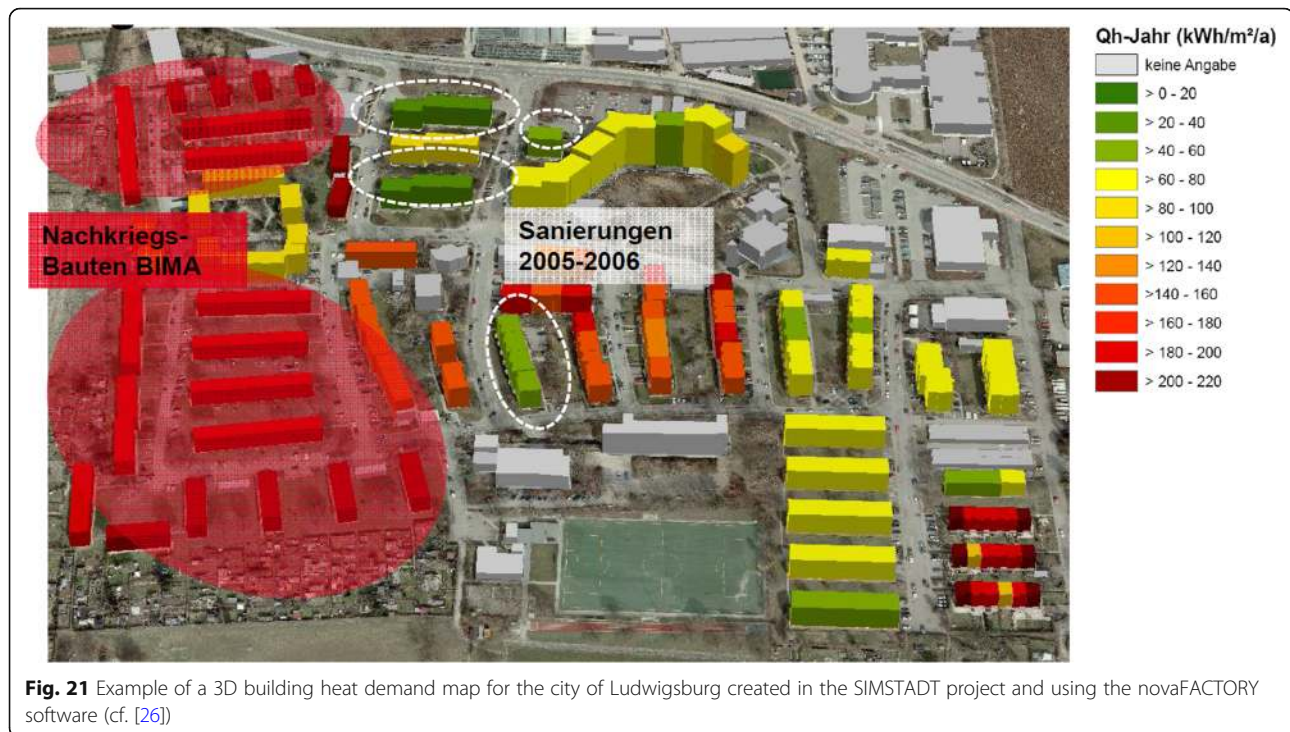 Qh-Jahr (kWh/m²/a)
keine Angabe
> 0 - 20
> 20 - 40
> 40 - 60
> 60 - 80
> 80 - 100
> 100 - 120
> 120 - 140
>140 - 160
> 160 - 180
> 180 - 200
> 200 - 220
Nachkriegs-
Bauten BIMA
Sanierungen
2005-2006
Fig. 21 Example of a 3D building heat demand map for the city of Ludwigsburg created in the SIMSTADT project and using the novaFACTORY
software (cf. [26])